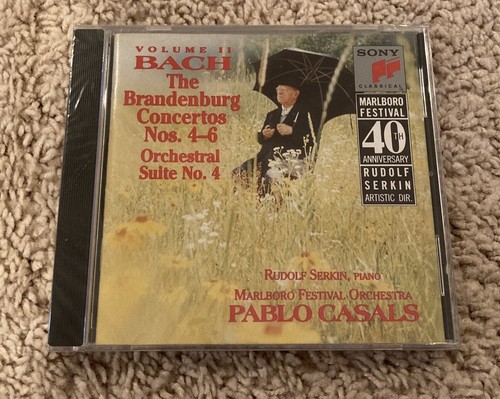 VOLUME II
BACH
The
Brandenburg
Concertos
Nos. 4–6
Orchestral
Suite No. 4
SONY
CLASSICAL
MARLBORO
FESTIVAL
40TH
ANNIVERSARY
RUDOLF
SERKIN
ARTISTIC DIR.
RUDOLF SERKIN, PIANO
MARLBORO FESTIVAL ORCHESTRA
PABLO CASALS